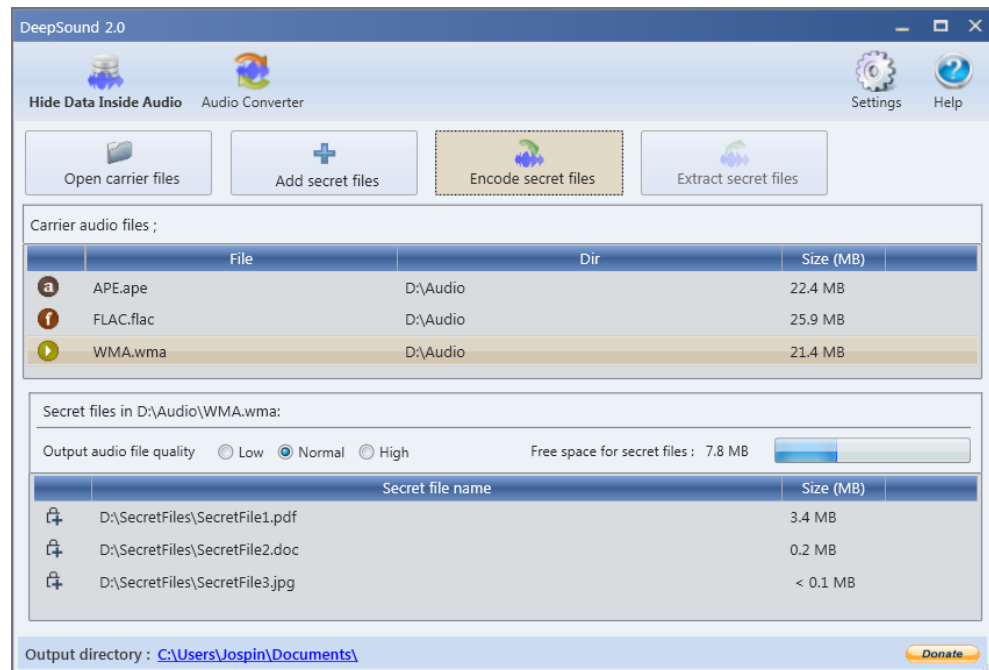 DeepSound 2.0
Hide Data Inside Audio Audio Converter Settings Help
Open carrier files Add secret files Encode secret files Extract secret files
Carrier audio files ;
File Dir Size (MB)
a APE.ape D:\Audio 22.4 MB
f FLAC.flac D:\Audio 25.9 MB
WMA.wma D:\Audio 21.4 MB
Secret files in D:\Audio\WMA.wma:
Output audio file quality Low Normal High Free space for secret files : 7.8 MB
Secret file name Size (MB)
D:\SecretFiles\SecretFile1.pdf 3.4 MB
D:\SecretFiles\SecretFile2.doc 0.2 MB
D:\SecretFiles\SecretFile3.jpg < 0.1 MB
Output directory : C:\Users\Jospin\Documents\ Donate